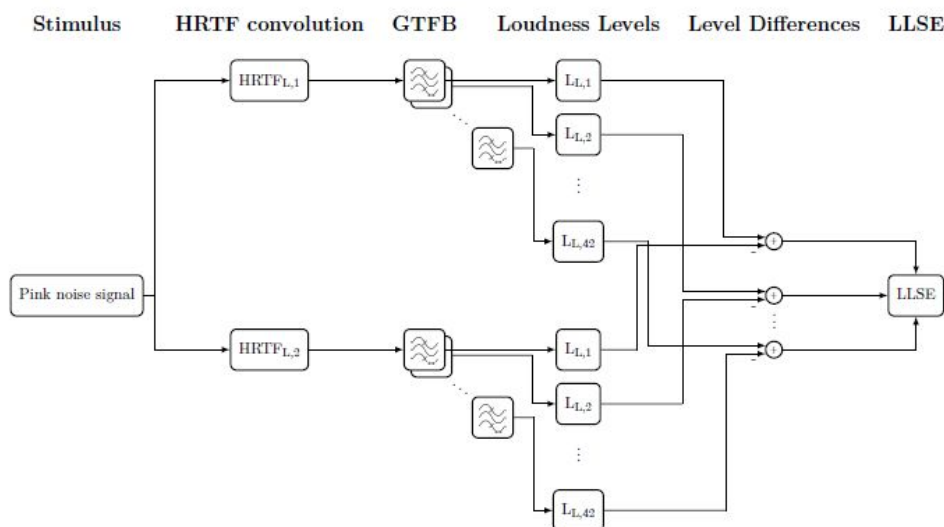 Stimulus HRTF convolution GTFB Loudness Levels Level Differences LLSE
HRTF_L,1 L_L,1
L_L,2
⋮
L_L,42
+
-
Pink noise signal + LLSE
-
⋮
HRTF_L,2 L_L,1 +
-
L_L,2
⋮
L_L,42